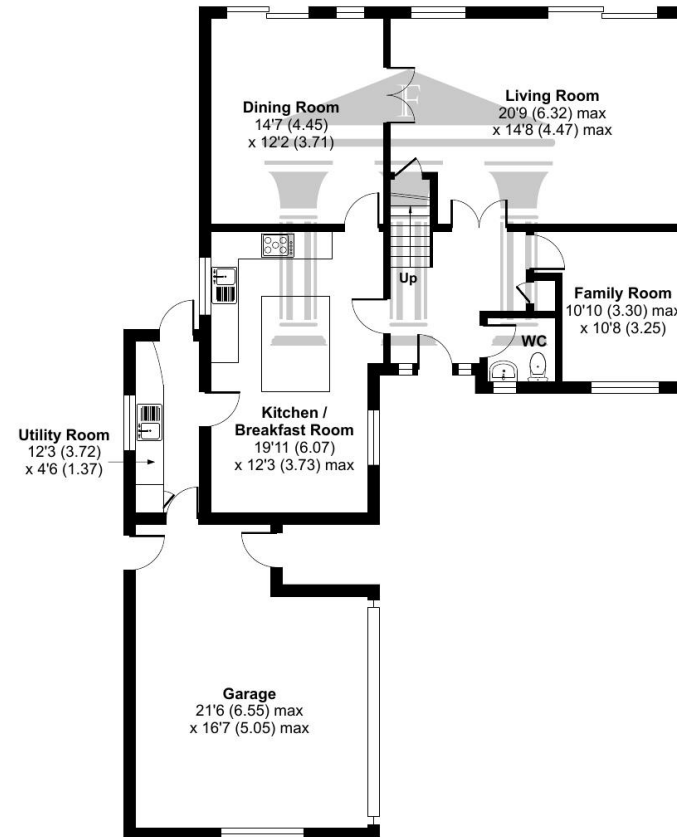 Dining Room
14'7 (4.45)
x 12'2 (3.71)
F
Living Room
20'9 (6.32) max
x 14'8 (4.47) max
Up
Family Room
10'10 (3.30) max
x 10'8 (3.25)
WC
Kitchen /
Breakfast Room
19'11 (6.07)
x 12'3 (3.73) max
Utility Room
12'3 (3.72)
x 4'6 (1.37)
Garage
21'6 (6.55) max
x 16'7 (5.05) max